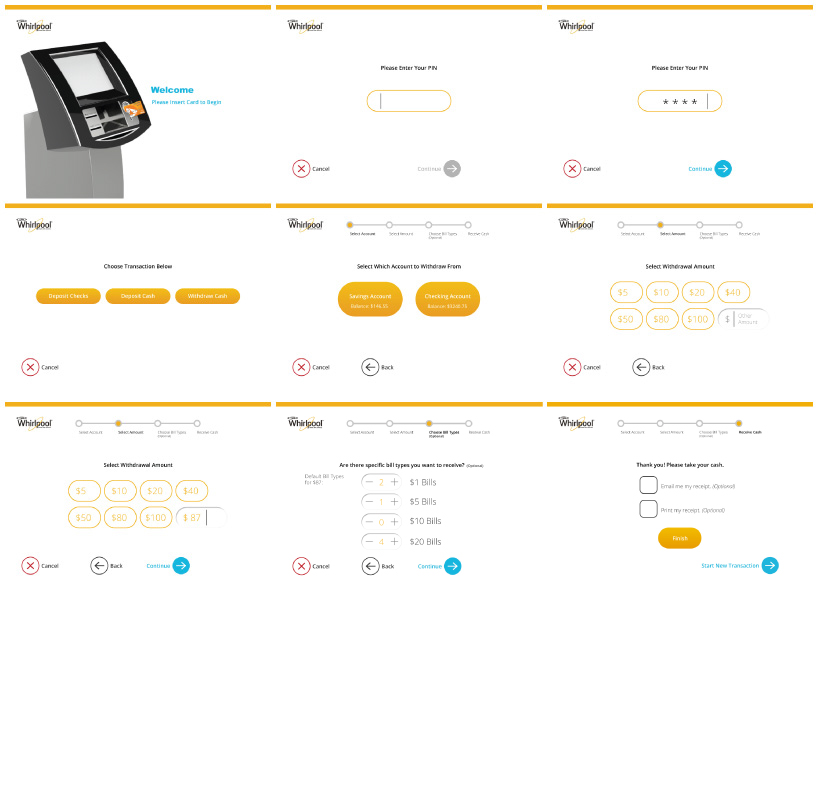 Whirlpool
Welcome
Please Insert Card to Begin
Whirlpool
Please Enter Your PIN
Cancel
Continue
Whirlpool
Please Enter Your PIN
* * * *
Cancel
Continue
Whirlpool
Choose Transaction Below
Deposit Checks
Deposit Cash
Withdraw Cash
Cancel
Whirlpool
Select Account
Select Amount
Choose Bill Types
(Optional)
Receive Cash
Select Which Account to Withdraw From
Savings Account
Checking Account
Cancel
Back
Whirlpool
Select Account
Select Amount
Choose Bill Types
(Optional)
Receive Cash
Select Withdrawal Amount
$5 $10 $20 $40
$50 $80 $100 $ Other
Amount
Cancel
Back
Whirlpool
Select Account
Select Amount
Choose Bill Types
(Optional)
Receive Cash
Select Withdrawal Amount
$5 $10 $20 $40
$50 $80 $100 $ 87
Cancel
Back
Continue
Whirlpool
Select Account
Select Amount
Choose Bill Types
(Optional)
Receive Cash
Are there specific bill types you want to receive? (Optional)
Default Bill Types
for $87:
− 2 + $1 Bills
− 1 + $5 Bills
− 0 + $10 Bills
− 4 + $20 Bills
Cancel
Back
Continue
Whirlpool
Select Account
Select Amount
Choose Bill Types
(Optional)
Receive Cash
Thank you! Please take your cash.
Email me my receipt. (Optional)
Print my receipt. (Optional)
Finish
Start New Transaction